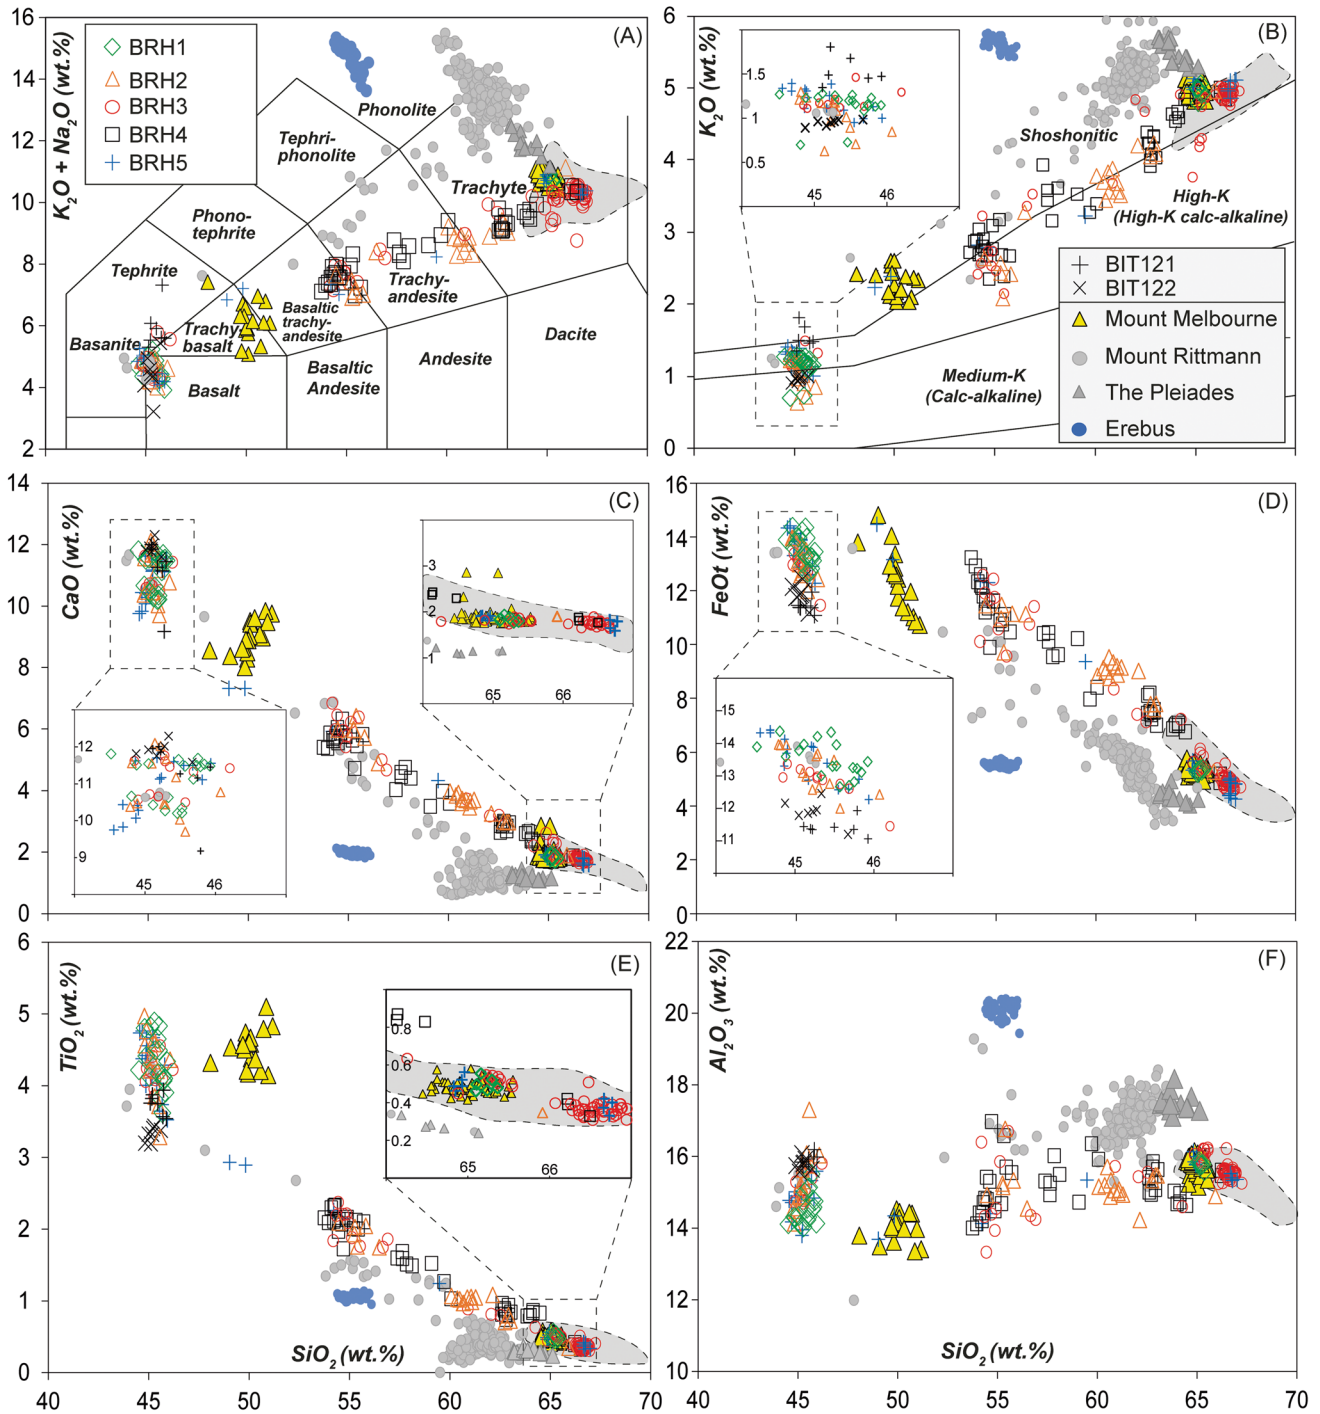 (A)
K2O + Na2O (wt.%)
16
14
12
10
8
6
4
2
BRH1
BRH2
BRH3
BRH4
BRH5
Phonolite
Tephri-
phonolite
Trachyte
Phono-
tephrite
Tephrite
Trachy-
andesite
Basaltic
trachy-
andesite
Trachy-
basalt
Basanite
Basalt
Basaltic
Andesite
Andesite
Dacite
(B)
K2O (wt.%)
6
5
4
3
2
1
0
1.5
0.5
45 46
Shoshonitic
High-K
(High-K calc-alkaline)
Medium-K
(Calc-alkaline)
BIT121
BIT122
Mount Melbourne
Mount Rittmann
The Pleiades
Erebus
(C)
CaO (wt.%)
14
12
10
8
6
4
2
0
3
2
1
65 66
12
11
10
9
45 46
40 45 50 55 60 65 70
(D)
FeOt (wt.%)
16
14
12
10
8
6
4
2
0
15
14
13
12
11
45 46
(E)
TiO2 (wt.%)
6
5
4
3
2
1
0
0.8
0.6
0.4
0.2
65 66
SiO2 (wt.%)
40 45 50 55 60 65 70
(F)
Al2O3 (wt.%)
22
20
18
16
14
12
10
SiO2 (wt.%)
40 45 50 55 60 65 70